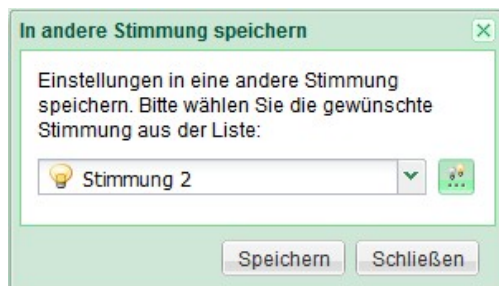 In andere Stimmung speichern
Einstellungen in eine andere Stimmung
speichern. Bitte wählen Sie die gewünschte
Stimmung aus der Liste:
Stimmung 2
Speichern Schließen